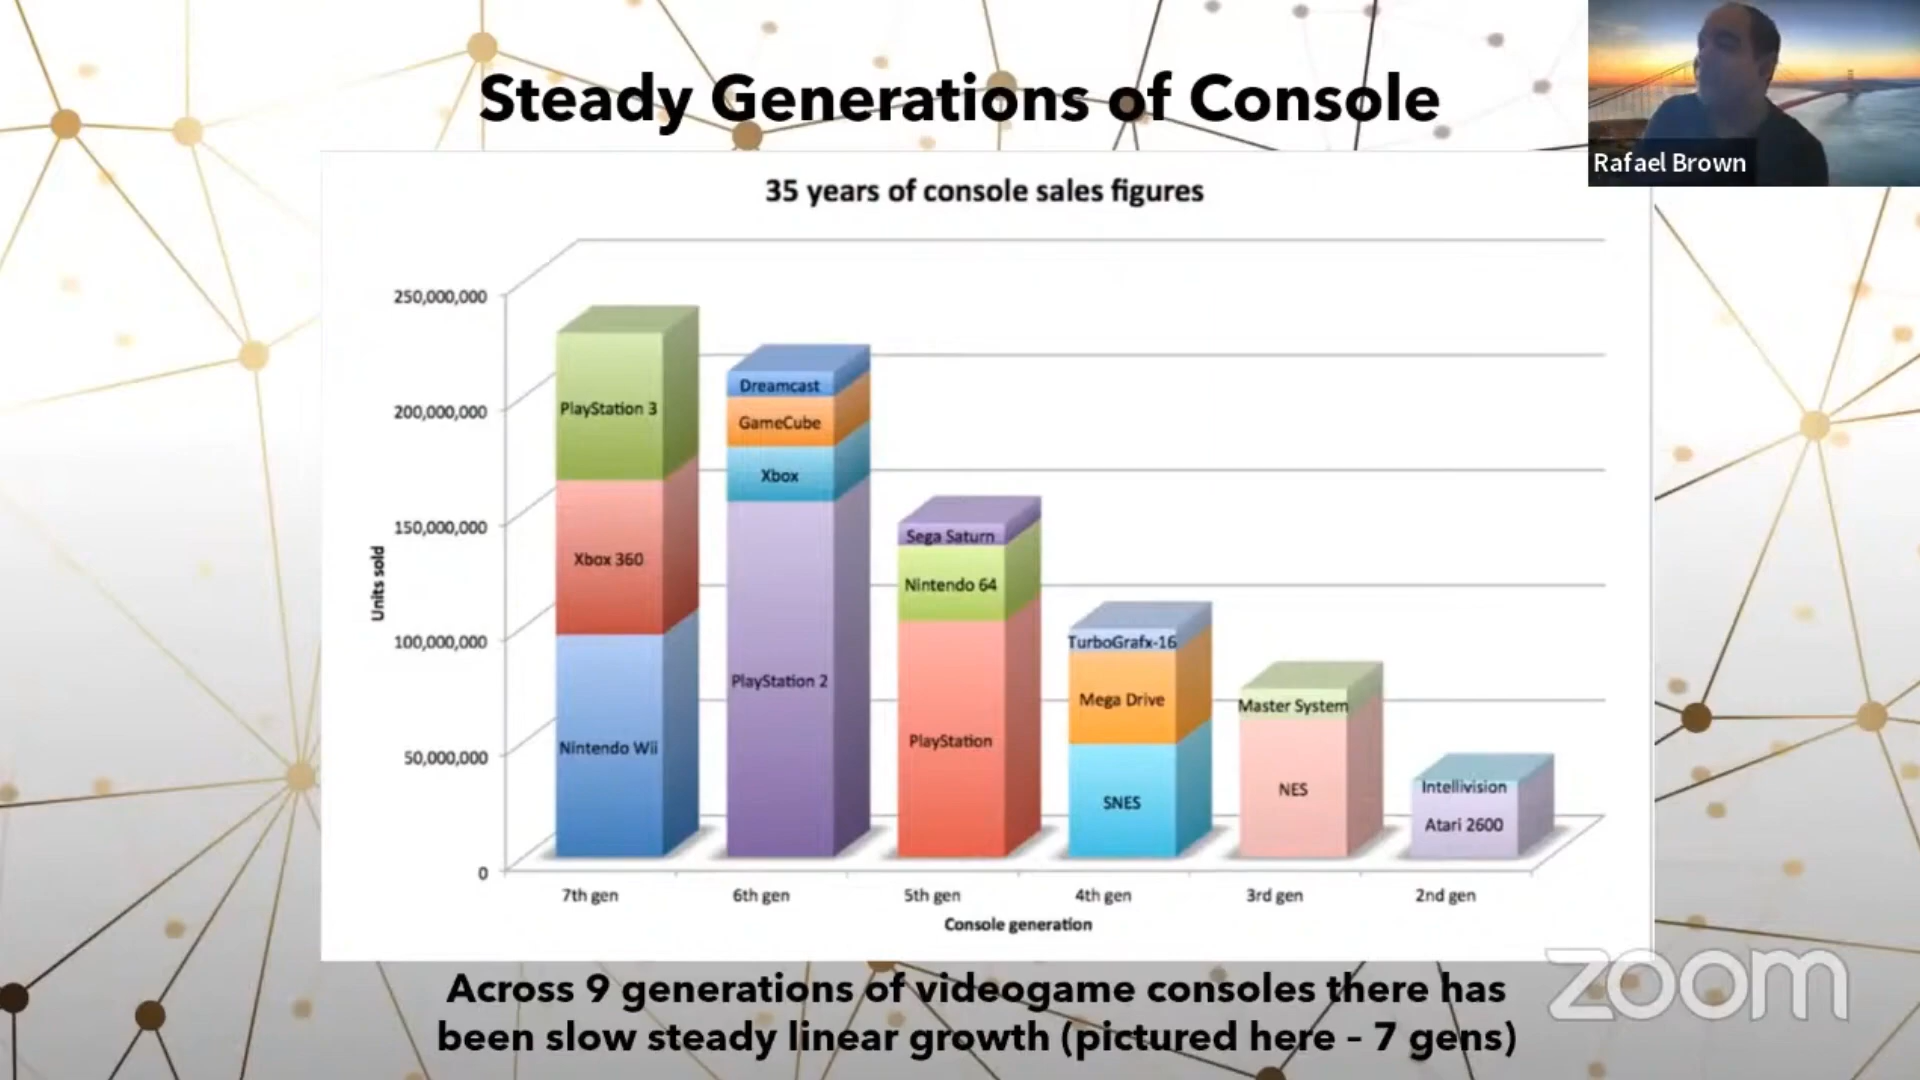 Steady Generations of Console
Rafael Brown
35 years of console sales figures
250,000,000
200,000,000
150,000,000
100,000,000
50,000,000
0
Units sold
PlayStation 3
Xbox 360
Nintendo Wii
Dreamcast
GameCube
Xbox
PlayStation 2
Sega Saturn
Nintendo 64
PlayStation
TurboGrafx-16
Mega Drive
SNES
Master System
NES
Intellivision
Atari 2600
7th gen
6th gen
5th gen
4th gen
3rd gen
2nd gen
Console generation
Across 9 generations of videogame consoles there has
been slow steady linear growth (pictured here – 7 gens)
zoom